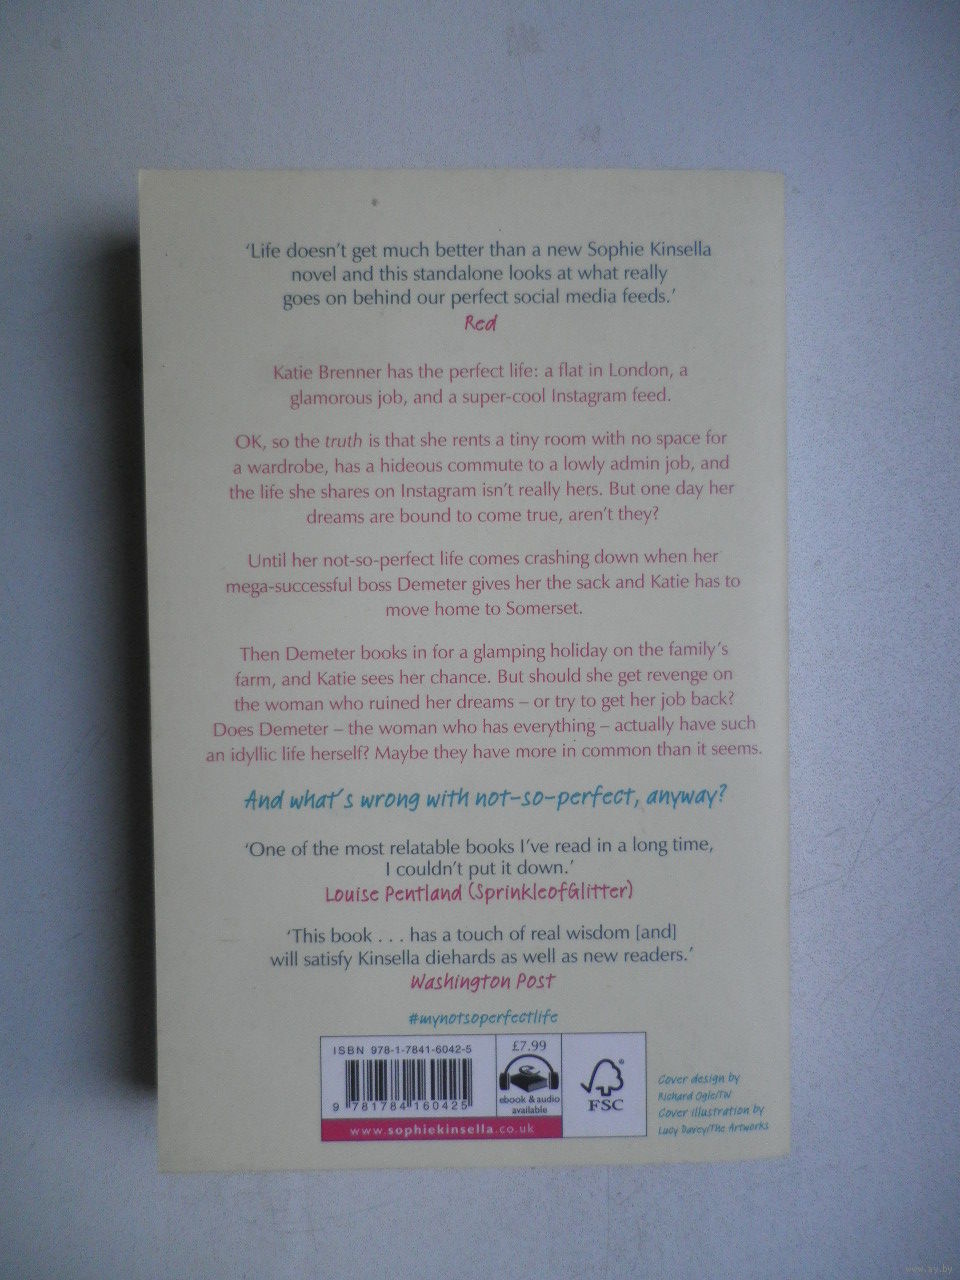 ‘Life doesn’t get much better than a new Sophie Kinsella
novel and this standalone looks at what really
goes on behind our perfect social media feeds.’
Red
Katie Brenner has the perfect life: a flat in London, a
glamorous job, and a super-cool Instagram feed.
OK, so the truth is that she rents a tiny room with no space for
a wardrobe, has a hideous commute to a lowly admin job, and
the life she shares on Instagram isn’t really hers. But one day her
dreams are bound to come true, aren’t they?
Until her not-so-perfect life comes crashing down when her
mega-successful boss Demeter gives her the sack and Katie has to
move home to Somerset.
Then Demeter books in for a glamping holiday on the family’s
farm, and Katie sees her chance. But should she get revenge on
the woman who ruined her dreams – or try to get her job back?
Does Demeter – the woman who has everything – actually have such
an idyllic life herself? Maybe they have more in common than it seems.
And what’s wrong with not-so-perfect, anyway?
‘One of the most relatable books I’ve read in a long time,
I couldn’t put it down.’
Louise Pentland (SprinkleofGlitter)
‘This book . . . has a touch of real wisdom [and]
will satisfy Kinsella diehards as well as new readers.’
Washington Post
#mynotsoperfectlife
ISBN 978-1-7841-6042-5
9 781784 160425
£7.99
ebook & audio
available
FSC®
www.sophiekinsella.co.uk
Cover design by
Richard Ogle/TW
Cover illustration by
Lucy Davey/The Artworks
www.ay.by